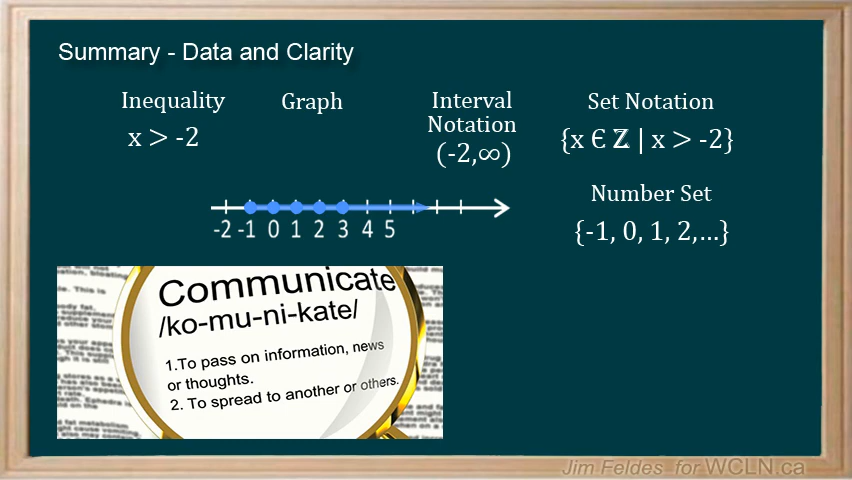 Summary - Data and Clarity
Inequality
x > -2
Graph
Interval
Notation
(-2,∞)
Set Notation
{x Є ℤ | x > -2}
Number Set
{-1, 0, 1, 2,...}
-2 -1 0 1 2 3 4 5
Communicate
/ko-mu-ni-kate/
1.To pass on information, news
or thoughts.
2. To spread to another or others.
Jim Feldes for WCLN.ca